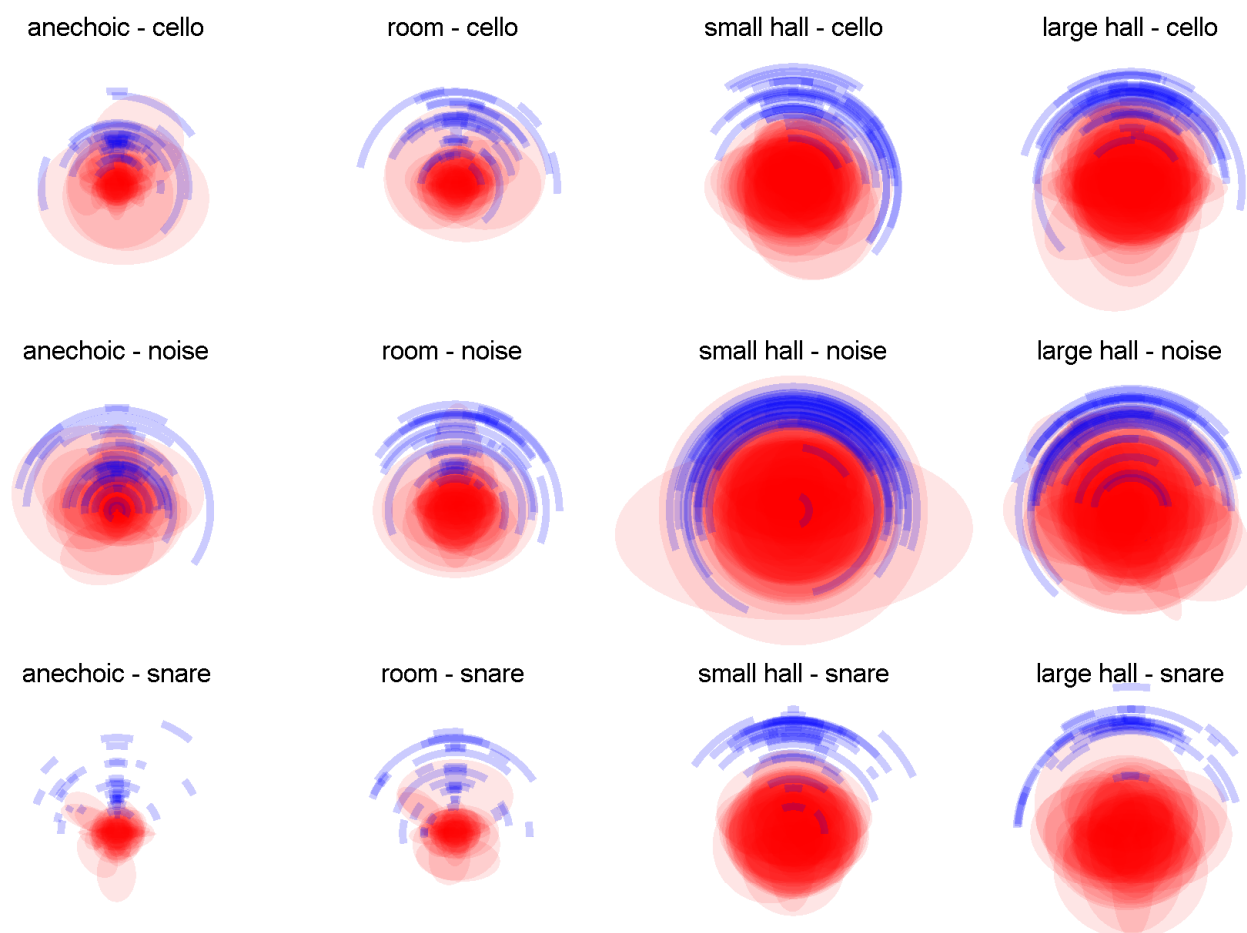 anechoic - cello
room - cello
small hall - cello
large hall - cello
anechoic - noise
room - noise
small hall - noise
large hall - noise
anechoic - snare
room - snare
small hall - snare
large hall - snare